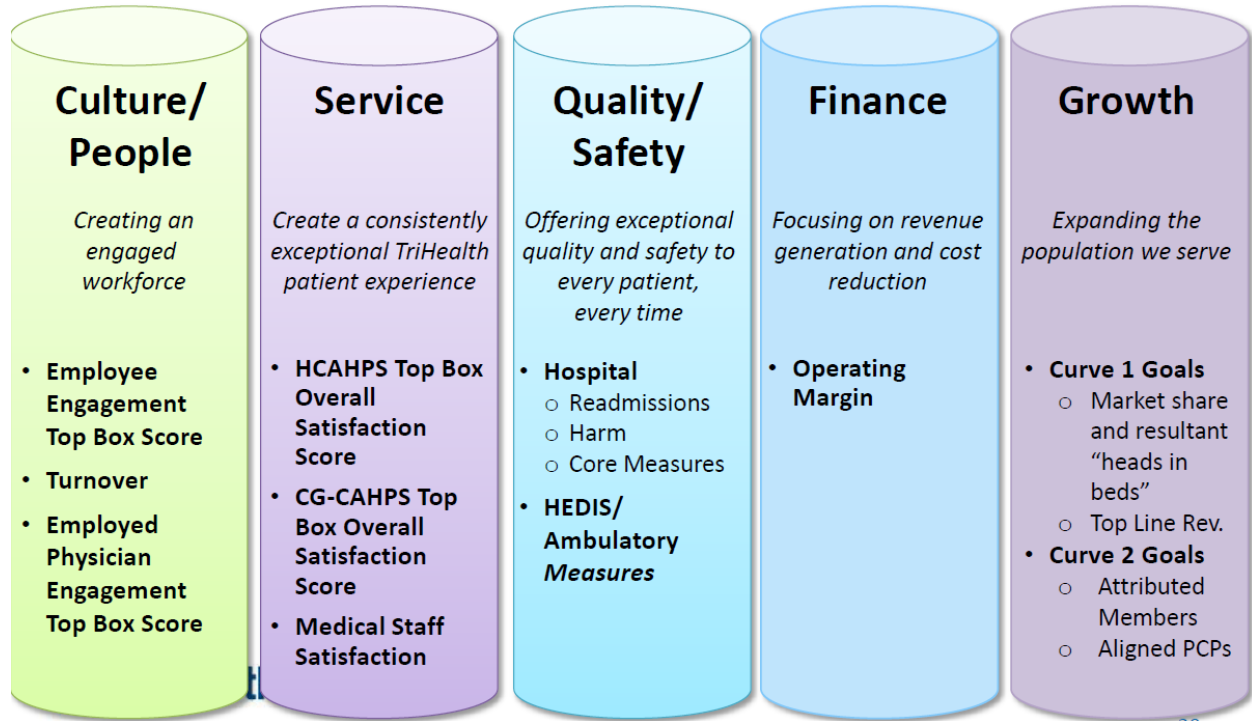 Culture/
People
Creating an
engaged
workforce
• Employee
Engagement
Top Box Score
• Turnover
• Employed
Physician
Engagement
Top Box Score
Service
Create a consistently
exceptional TriHealth
patient experience
• HCAHPS Top Box
Overall
Satisfaction
Score
• CG-CAHPS Top
Box Overall
Satisfaction
Score
• Medical Staff
Satisfaction
Quality/
Safety
Offering exceptional
quality and safety to
every patient,
every time
• Hospital
○ Readmissions
○ Harm
○ Core Measures
• HEDIS/
Ambulatory
Measures
Finance
Focusing on revenue
generation and cost
reduction
• Operating
Margin
Growth
Expanding the
population we serve
• Curve 1 Goals
○ Market share
and resultant
“heads in
beds”
○ Top Line Rev.
• Curve 2 Goals
○ Attributed
Members
○ Aligned PCPs